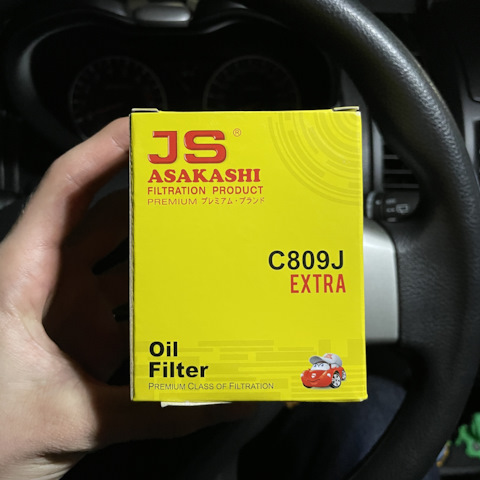 JS®
ASAKASHI
FILTRATION PRODUCT
PREMIUM プレミアム・ブランド
C809J
EXTRA
Oil
Filter
PREMIUM CLASS OF FILTRATION